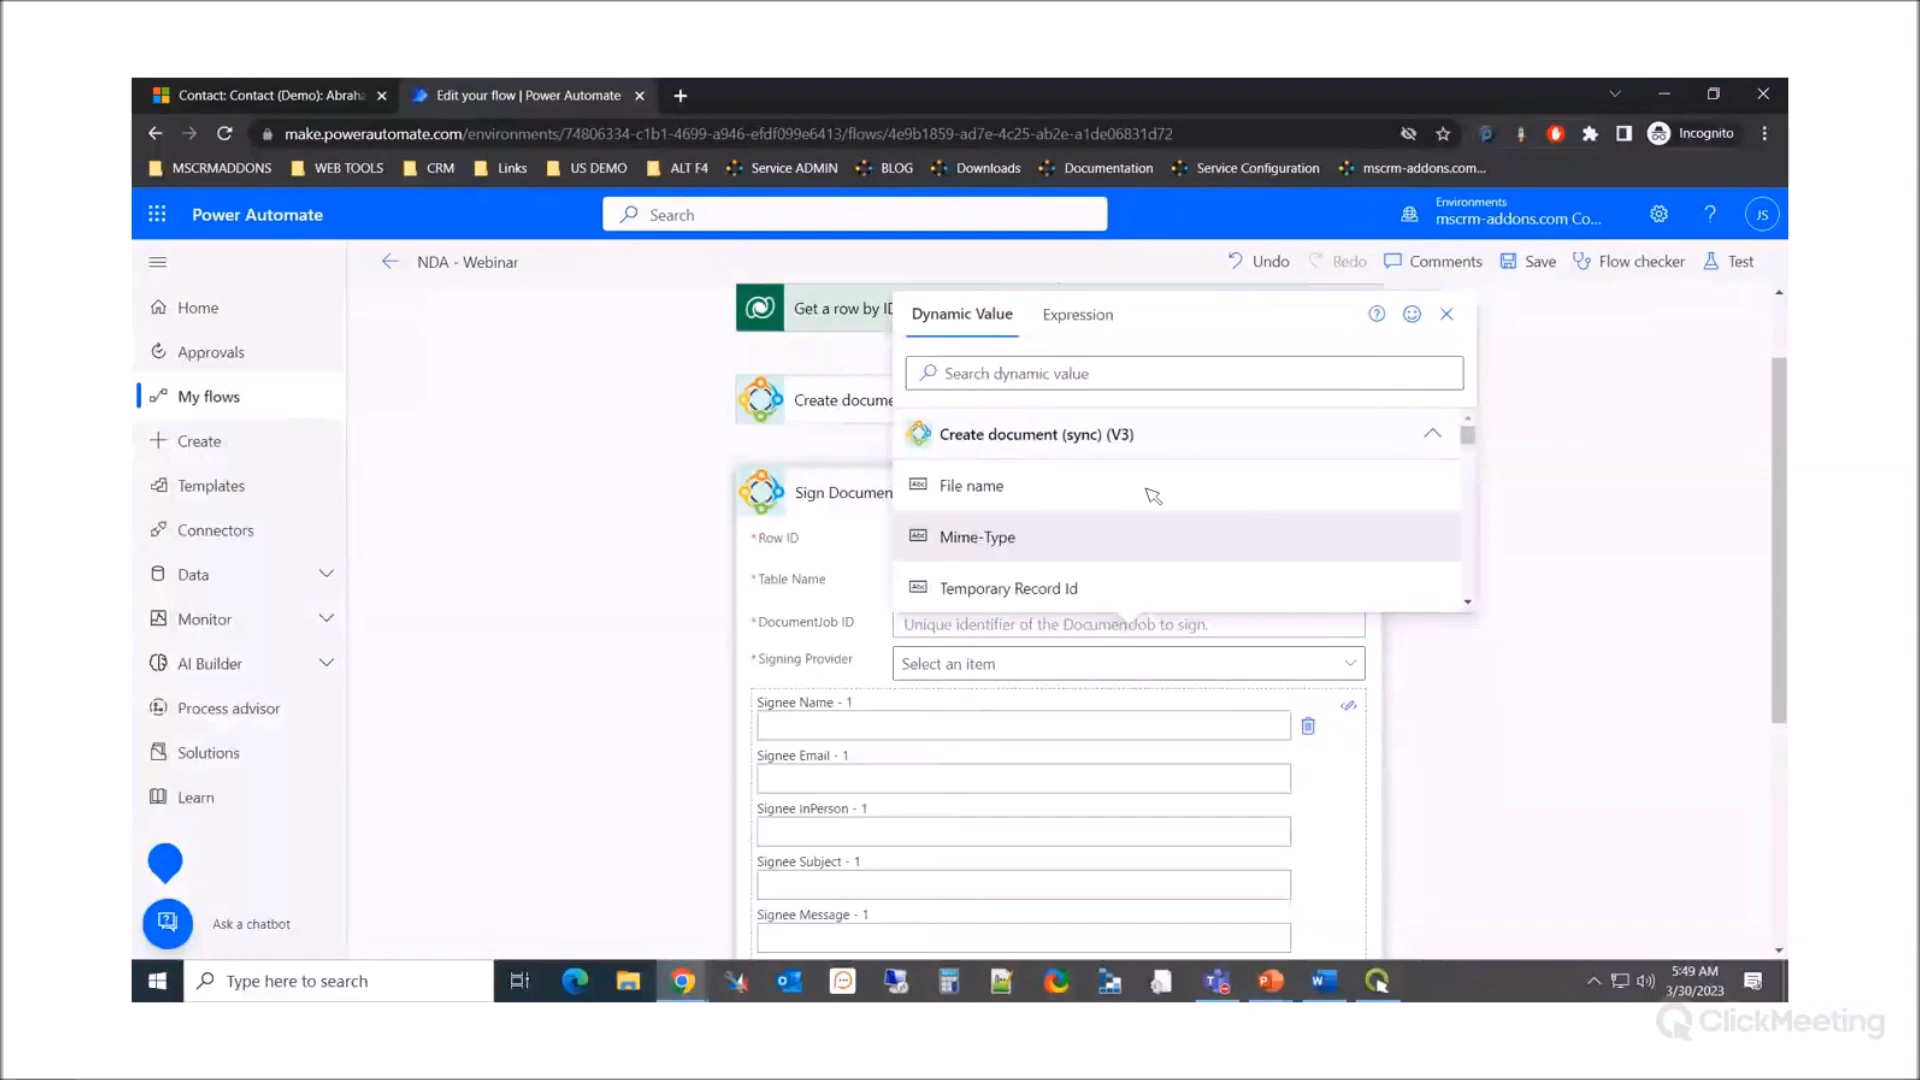 Contact: Contact (Demo): Abraha
Edit your flow | Power Automate
make.powerautomate.com/environments/74806334-c1b1-4699-a946-efdf099e6413/flows/4e9b1859-ad7e-4c25-ab2e-a1de06831d72
Incognito
MSCRMADDONS
WEB TOOLS
CRM
Links
US DEMO
ALT F4
Service ADMIN
BLOG
Downloads
Documentation
Service Configuration
mscrm-addons.com...
Power Automate
Search
Environments
mscrm-addons.com Co...
JS
NDA - Webinar
Undo
Redo
Comments
Save
Flow checker
Test
Home
Approvals
My flows
Create
Templates
Connectors
Data
Monitor
AI Builder
Process advisor
Solutions
Learn
Ask a chatbot
Get a row by ID
Create docume
Sign Documen
Dynamic Value
Expression
Search dynamic value
Create document (sync) (V3)
File name
Mime-Type
Temporary Record Id
*Row ID
*Table Name
*DocumentJob ID
Unique identifier of the DocumendJob to sign.
*Signing Provider
Select an item
Signee Name - 1
Signee Email - 1
Signee InPerson - 1
Signee Subject - 1
Signee Message - 1
Type here to search
5:49 AM
3/30/2023
ClickMeeting